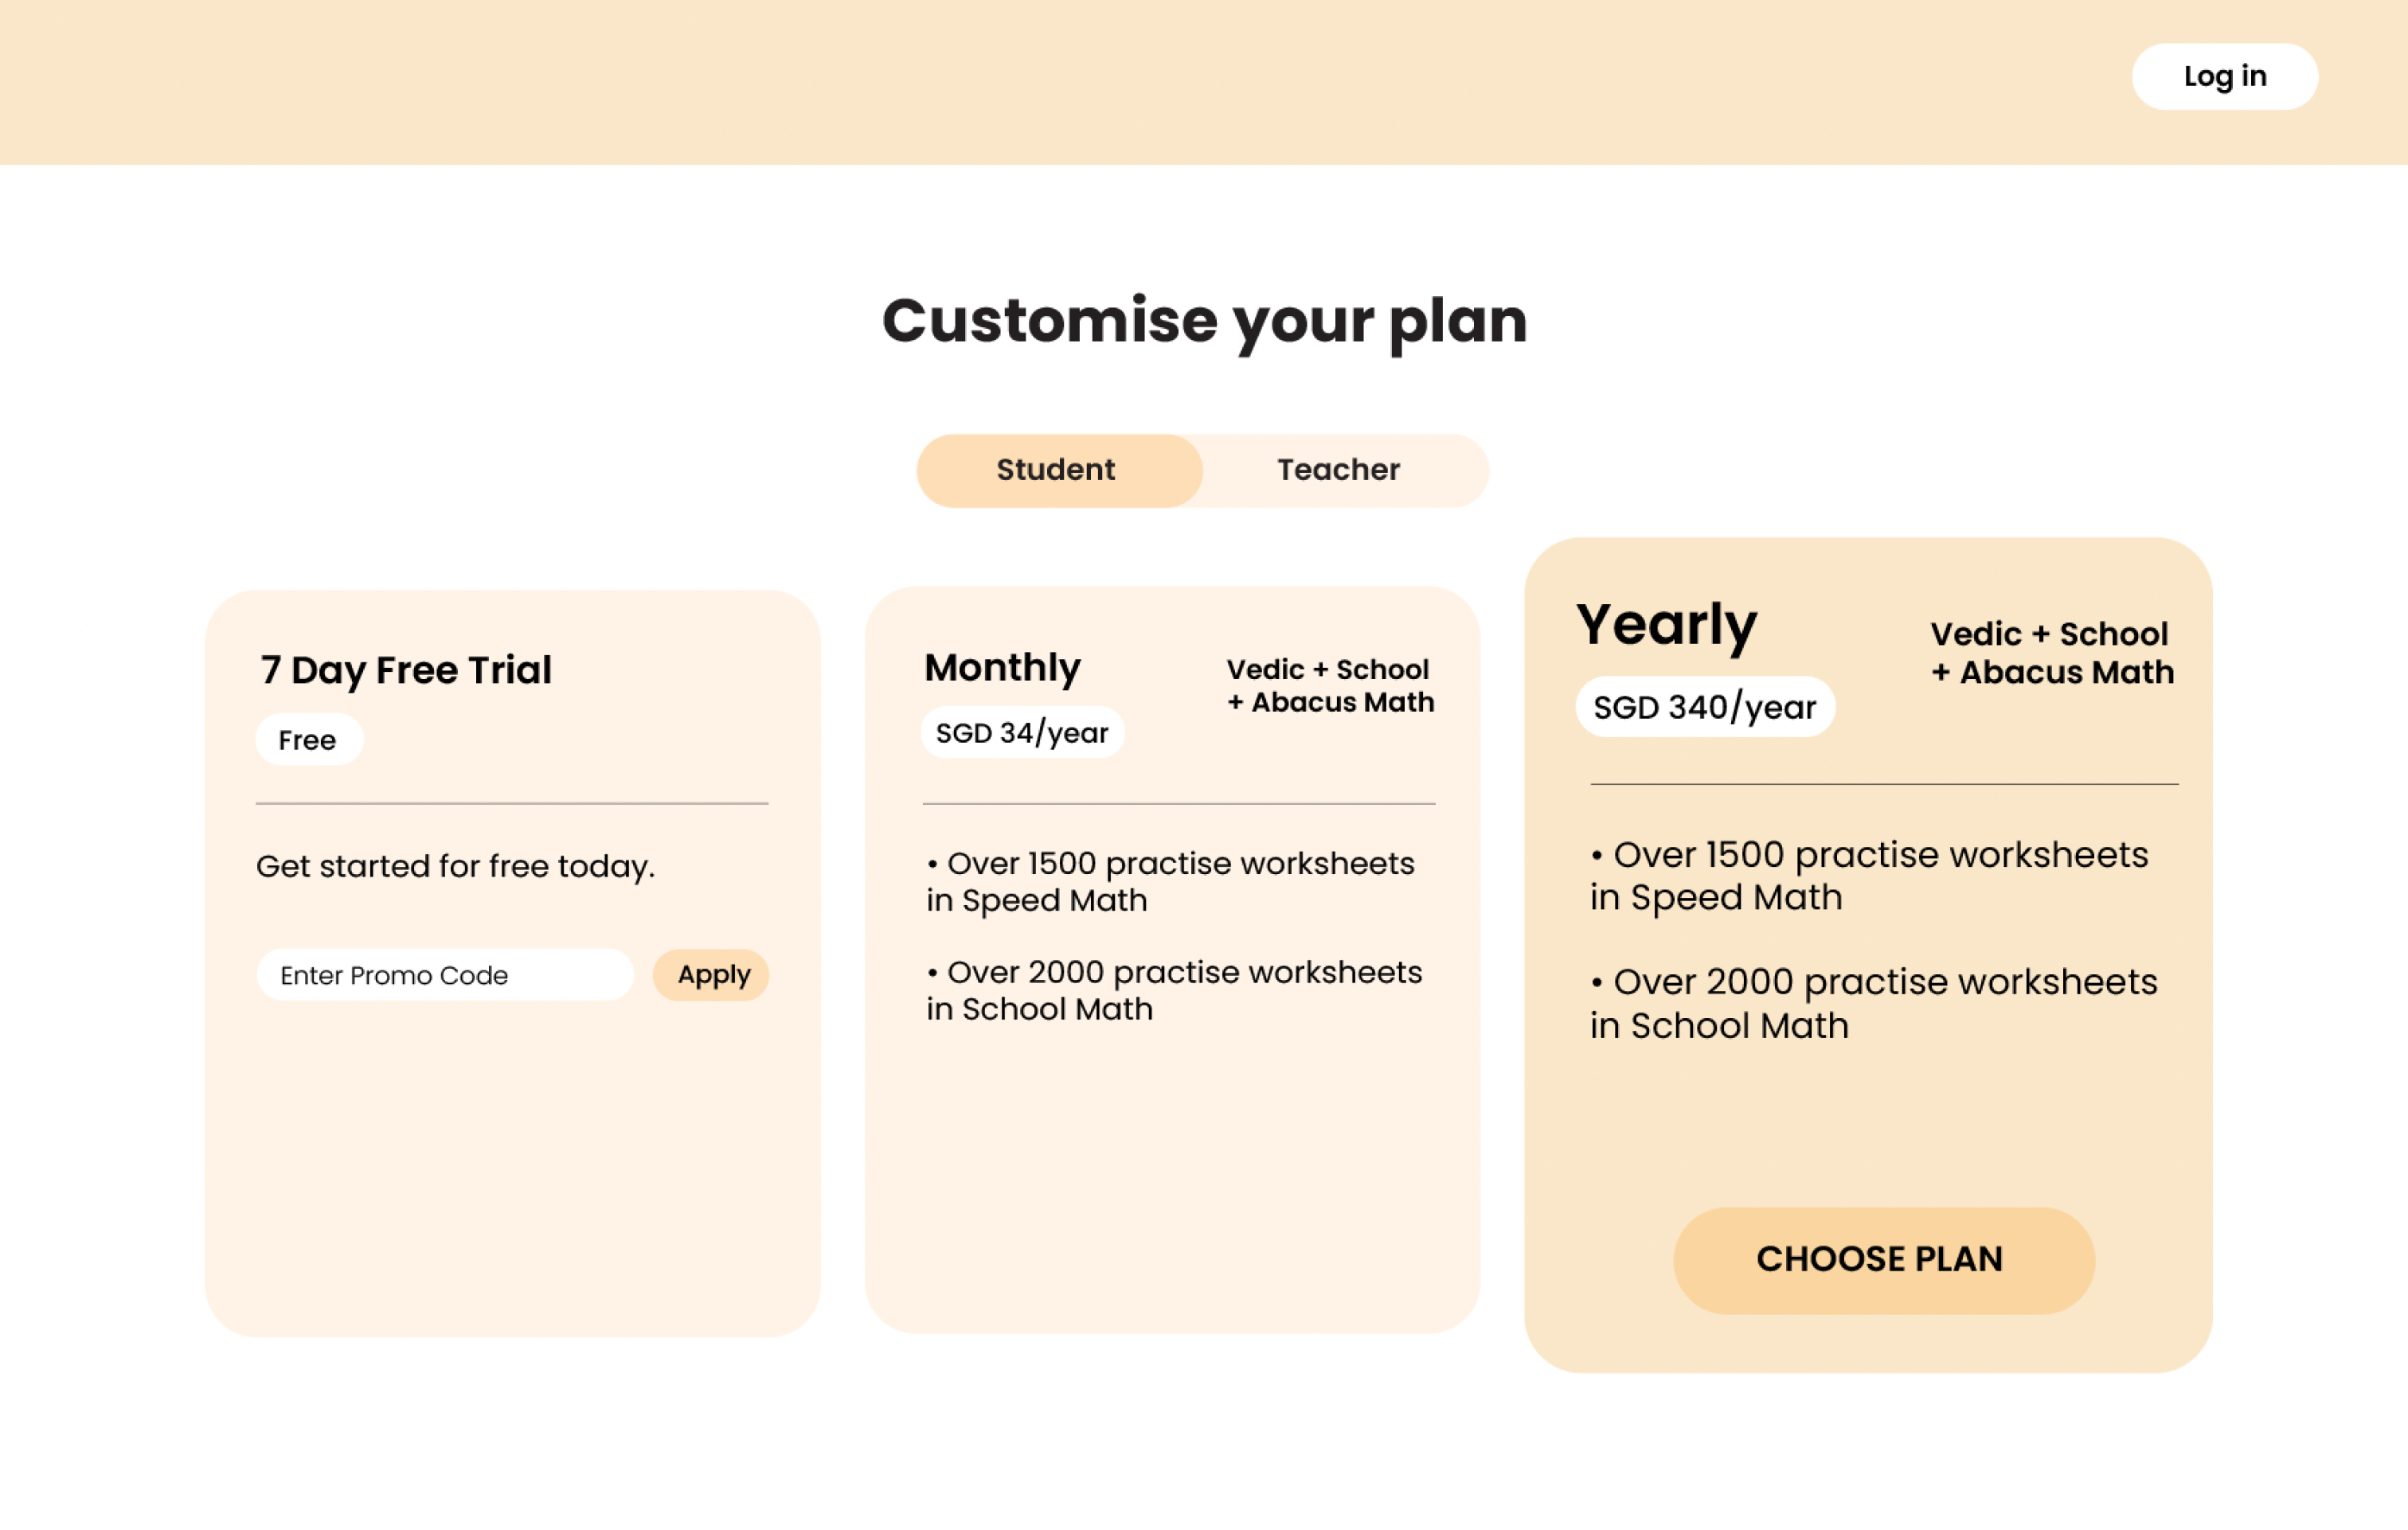 Log in
Customise your plan
Student
Teacher
7 Day Free Trial
Free
Get started for free today.
Enter Promo Code
Apply
Monthly
SGD 34/year
Vedic + School
+ Abacus Math
• Over 1500 practise worksheets
in Speed Math
• Over 2000 practise worksheets
in School Math
Yearly
SGD 340/year
Vedic + School
+ Abacus Math
• Over 1500 practise worksheets
in Speed Math
• Over 2000 practise worksheets
in School Math
CHOOSE PLAN